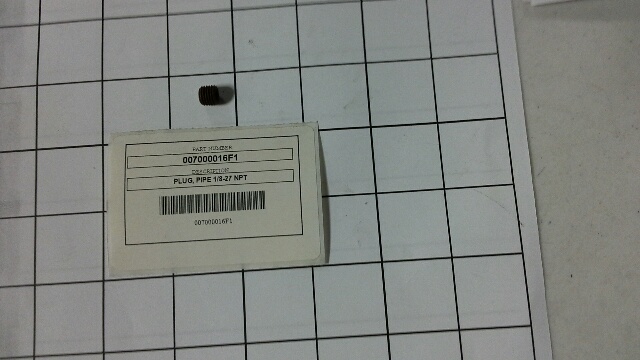 PART NUMBER
007000016F1
DESCRIPTION
PLUG, PIPE 1/8-27 NPT
007000016F1